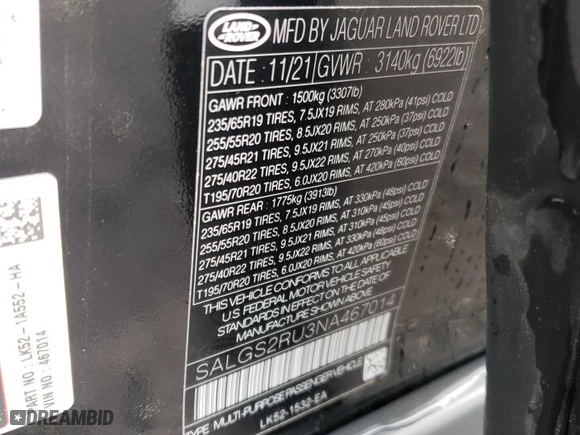 LAND-
ROVER
MFD BY JAGUAR LAND ROVER LTD
DATE: 11/21 GVWR : 3140kg (6922lb)
GAWR FRONT : 1500kg (3307lb)
235/65R19 TIRES, 7.5JX19 RIMS, AT 280kPa (41psi) COLD
255/55R20 TIRES, 8.5JX20 RIMS, AT 250kPa (37psi) COLD
275/45R21 TIRES, 9.5JX21 RIMS, AT 250kPa (37psi) COLD
275/40R22 TIRES, 9.5JX22 RIMS, AT 270kPa (40psi) COLD
T195/70R20 TIRES, 6.0JX20 RIMS, AT 420kPa (60psi) COLD
GAWR REAR : 1775kg (3913lb)
235/65R19 TIRES, 7.5JX19 RIMS, AT 330kPa (48psi) COLD
255/55R20 TIRES, 8.5JX20 RIMS, AT 310kPa (45psi) COLD
275/45R21 TIRES, 9.5JX21 RIMS, AT 310kPa (45psi) COLD
275/40R22 TIRES, 9.5JX22 RIMS, AT 330kPa (48psi) COLD
T195/70R20 TIRES, 6.0JX20 RIMS, AT 420kPa (60psi) COLD
THIS VEHICLE CONFORMS TO ALL APPLICABLE
U.S. FEDERAL MOTOR VEHICLE SAFETY
STANDARDS IN EFFECT ON THE DATE OF
MANUFACTURE SHOWN ABOVE.
SALGS2RU3NA467014
TYPE: MULTI-PURPOSE PASSENGER VEHICLE
LK52-1532-EA
PART NO : LK52-1A552-HA
VIN NO : 467014
DREAMBID